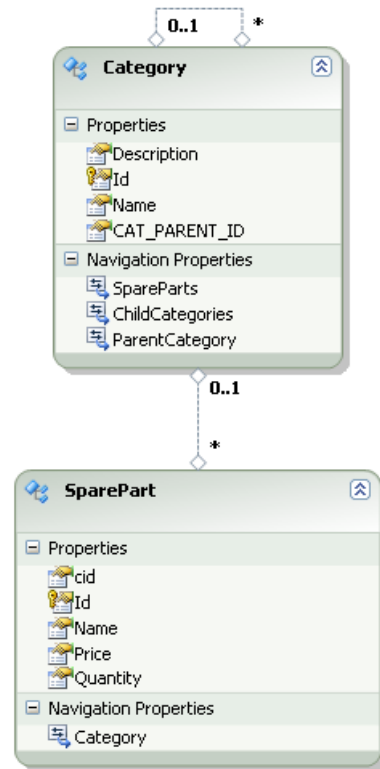 0..1 *
Category
Properties
Description
Id
Name
CAT_PARENT_ID
Navigation Properties
SpareParts
ChildCategories
ParentCategory
0..1
*
SparePart
Properties
cid
Id
Name
Price
Quantity
Navigation Properties
Category